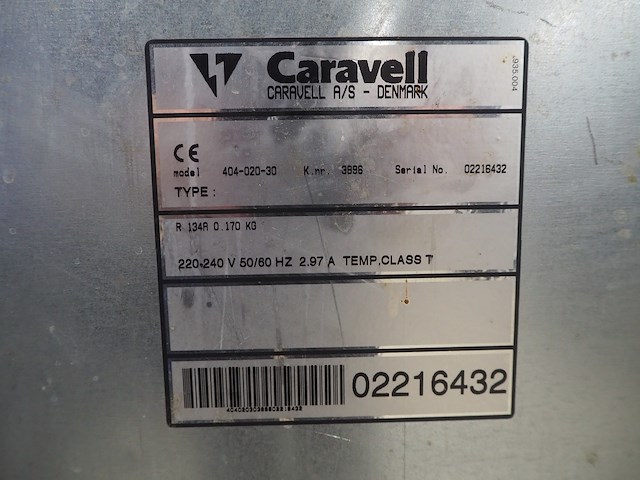 Caravell
CARAVELL A/S - DENMARK
.935.004
CE
model 404-020-30 K.nr. 3896 Serial No. 02216432
TYPE :
R 134A 0.170 KG
220-240 V 50/60 HZ 2.97 A TEMP.CLASS T
02216432